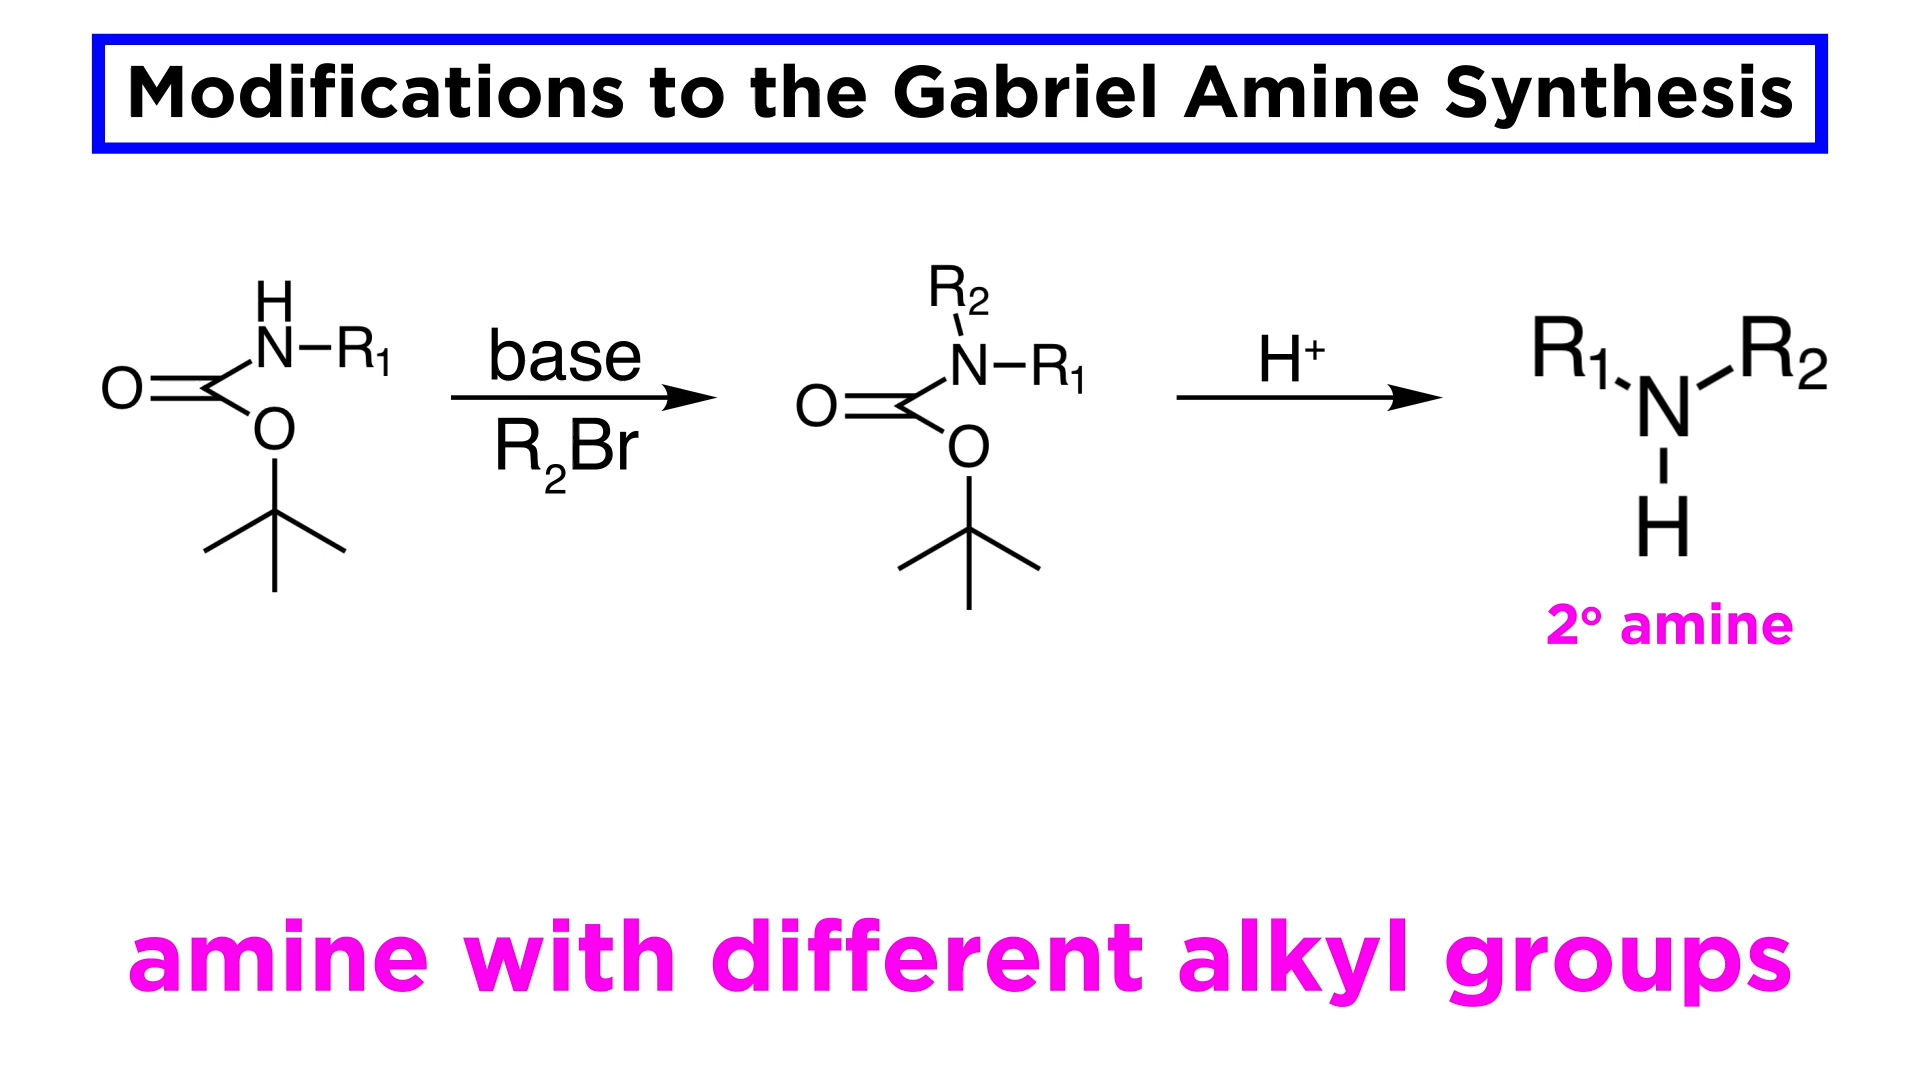 Modifications to the Gabriel Amine Synthesis
H
N R₁
O
O
base
R₂Br
R₂
N R₁
O
O
H⁺
R₁ R₂
N
H
2° amine
amine with different alkyl groups